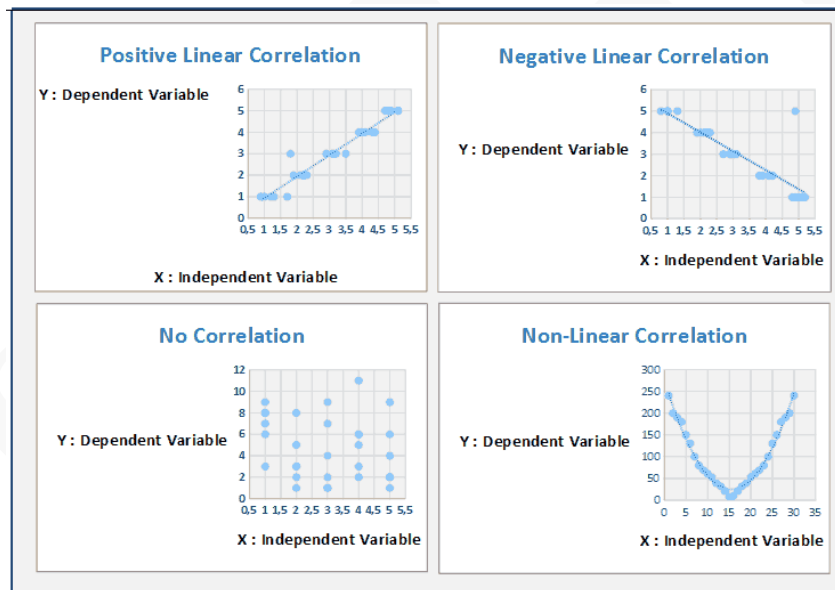 Positive Linear Correlation
Y : Dependent Variable
6
5
4
3
2
1
0
0,5 1 1,5 2 2,5 3 3,5 4 4,5 5 5,5
X : Independent Variable
Negative Linear Correlation
Y : Dependent Variable
6
5
4
3
2
1
0
0,5 1 1,5 2 2,5 3 3,5 4 4,5 5 5,5
X : Independent Variable
No Correlation
Y : Dependent Variable
12
10
8
6
4
2
0
0,5 1 1,5 2 2,5 3 3,5 4 4,5 5 5,5
X : Independent Variable
Non-Linear Correlation
Y : Dependent Variable
300
250
200
150
100
50
0
0 5 10 15 20 25 30 35
X : Independent Variable